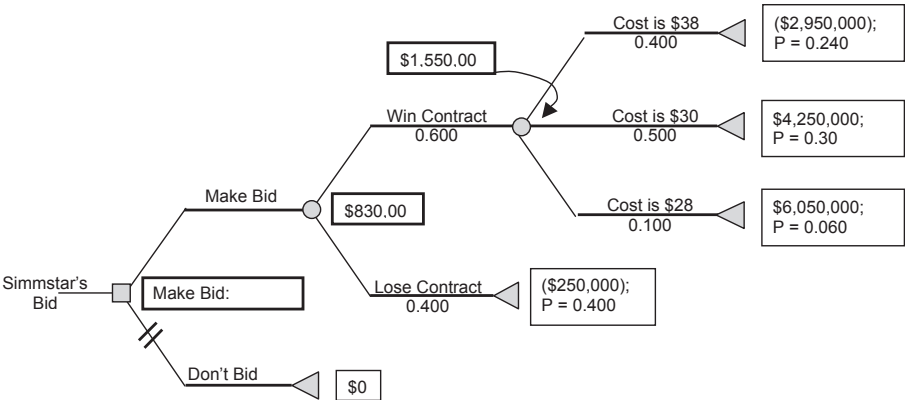 Cost is $38
0.400
($2,950,000);
P = 0.240
$1,550,00
Win Contract
0.600
Cost is $30
0.500
$4,250,000;
P = 0.30
Make Bid
$830,00
Cost is $28
0.100
$6,050,000;
P = 0.060
Simmstar's
Bid
Make Bid:
Lose Contract
0.400
($250,000);
P = 0.400
Don't Bid
$0